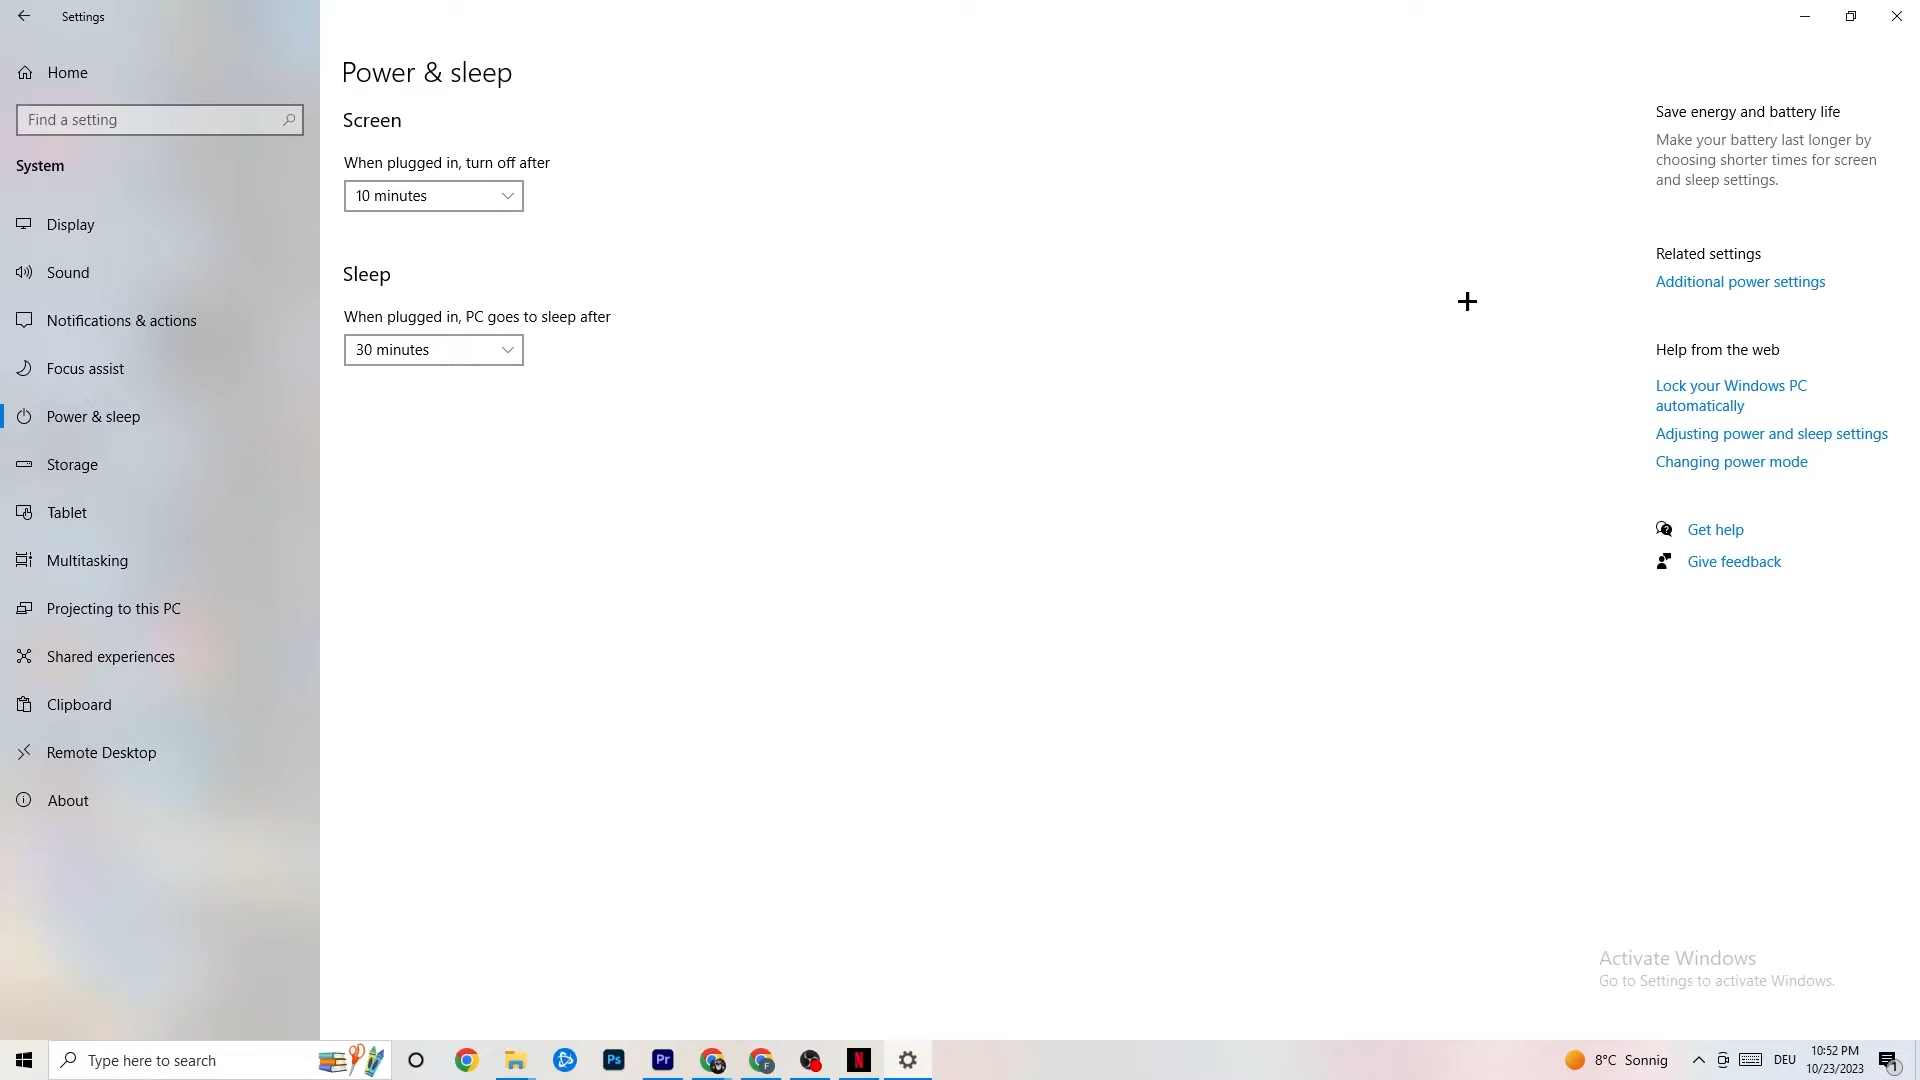 Settings
Home
Find a setting
System
Display
Sound
Notifications & actions
Focus assist
Power & sleep
Storage
Tablet
Multitasking
Projecting to this PC
Shared experiences
Clipboard
Remote Desktop
About
Power & sleep
Screen
When plugged in, turn off after
10 minutes
Sleep
When plugged in, PC goes to sleep after
30 minutes
Save energy and battery life
Make your battery last longer by
choosing shorter times for screen
and sleep settings.
Related settings
Additional power settings
Help from the web
Lock your Windows PC
automatically
Adjusting power and sleep settings
Changing power mode
Get help
Give feedback
Activate Windows
Go to Settings to activate Windows.
Type here to search
Ps
Pr
F
N
8°C Sonnig
DEU
10:52 PM
10/23/2023
1